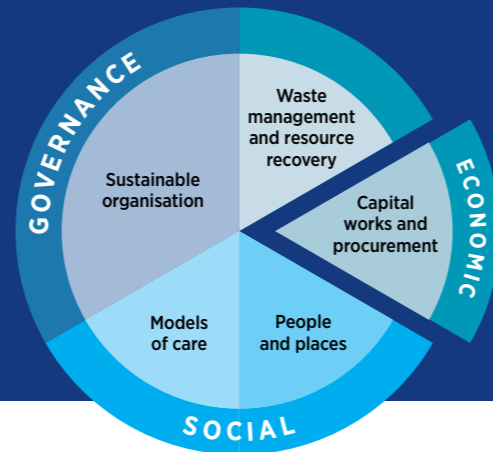 GOVERNANCE
Waste
management
and resource
recovery
Sustainable
organisation
ECONOMIC
Capital
works and
procurement
Models
of care
People
and places
SOCIAL